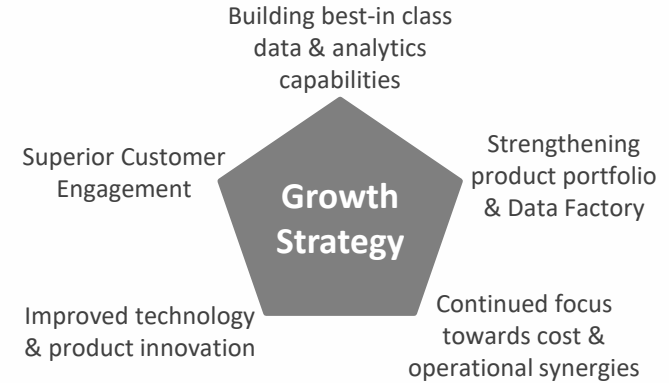 Building best-in class
data & analytics
capabilities
Superior Customer
Engagement
Strengthening
product portfolio
& Data Factory
Growth
Strategy
Improved technology
& product innovation
Continued focus
towards cost &
operational synergies